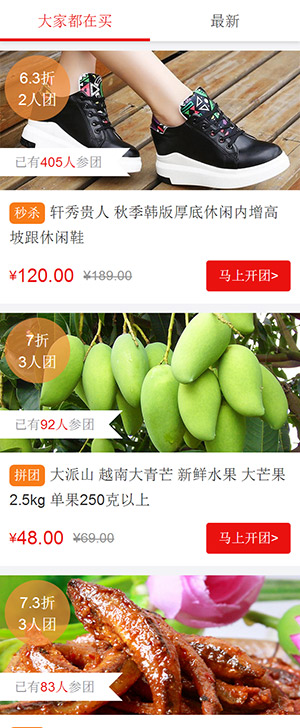 大家都在买
最新
6.3折
2人团
已有405人参团
秒杀 轩秀贵人 秋季韩版厚底休闲内增高
坡跟休闲鞋
¥120.00 ¥189.00 马上开团>
7折
3人团
已有92人参团
拼团 大派山 越南大青芒 新鲜水果 大芒果
2.5kg 单果250克以上
¥48.00 ¥69.00 马上开团>
7.3折
3人团
已有83人参团